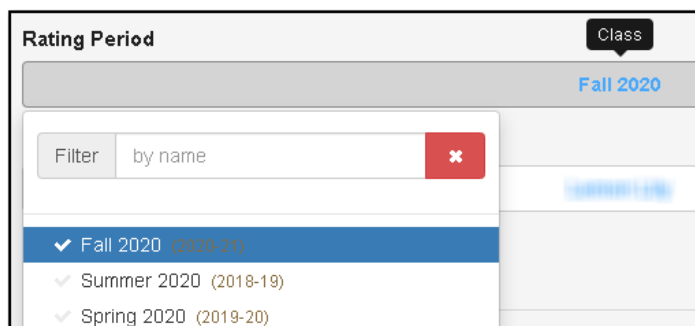 Rating Period
Class
Fall 2020
Filter
by name
Fall 2020 (2020-21)
Summer 2020 (2018-19)
Spring 2020 (2019-20)